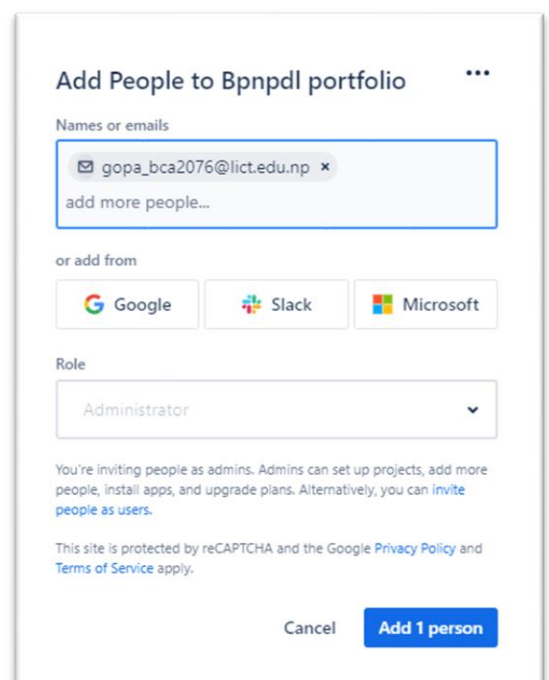 Add People to Bpnpdl portfolio
Names or emails
gopa_bca2076@lict.edu.np ×
add more people...
or add from
Google Slack Microsoft
Role
Administrator
You're inviting people as admins. Admins can set up projects, add more
people, install apps, and upgrade plans. Alternatively, you can invite
people as users.
This site is protected by reCAPTCHA and the Google Privacy Policy and
Terms of Service apply.
Cancel Add 1 person